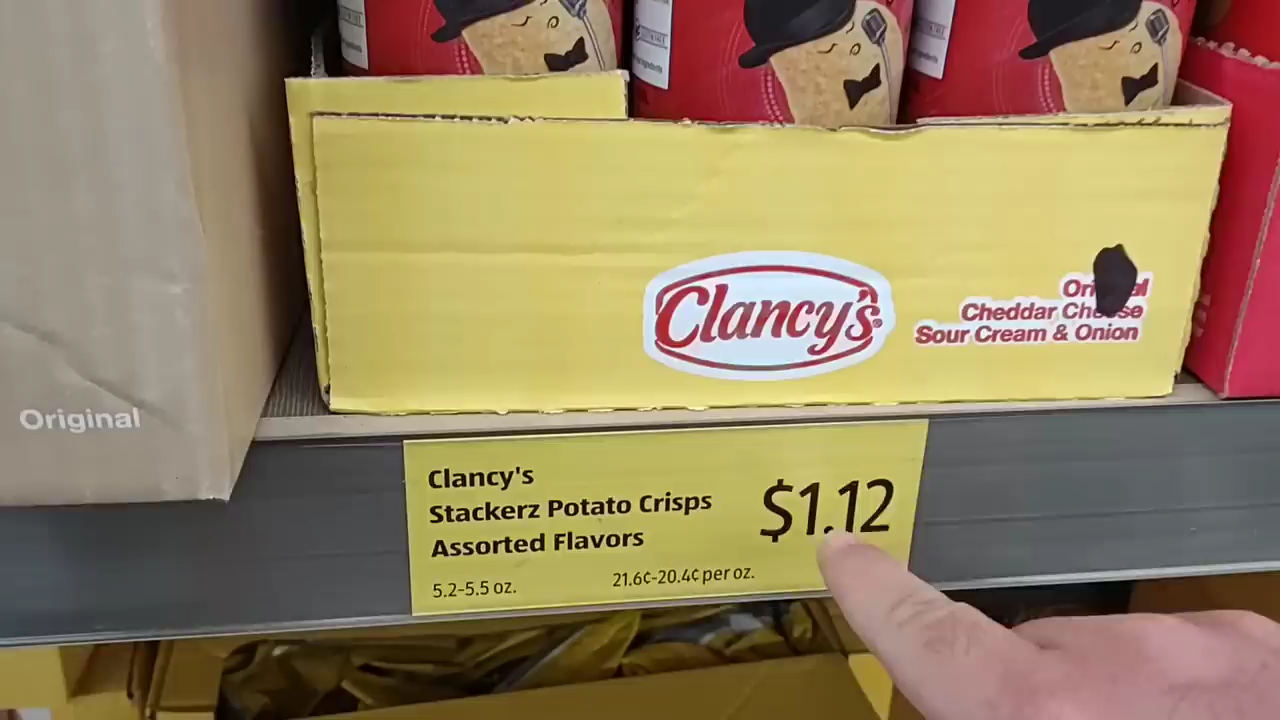 Clancy's
Cheddar Cheese
Sour Cream & Onion
Original
Clancy's
Stackerz Potato Crisps
Assorted Flavors
$1.12
5.2-5.5 oz.
21.6¢-20.4¢ per oz.